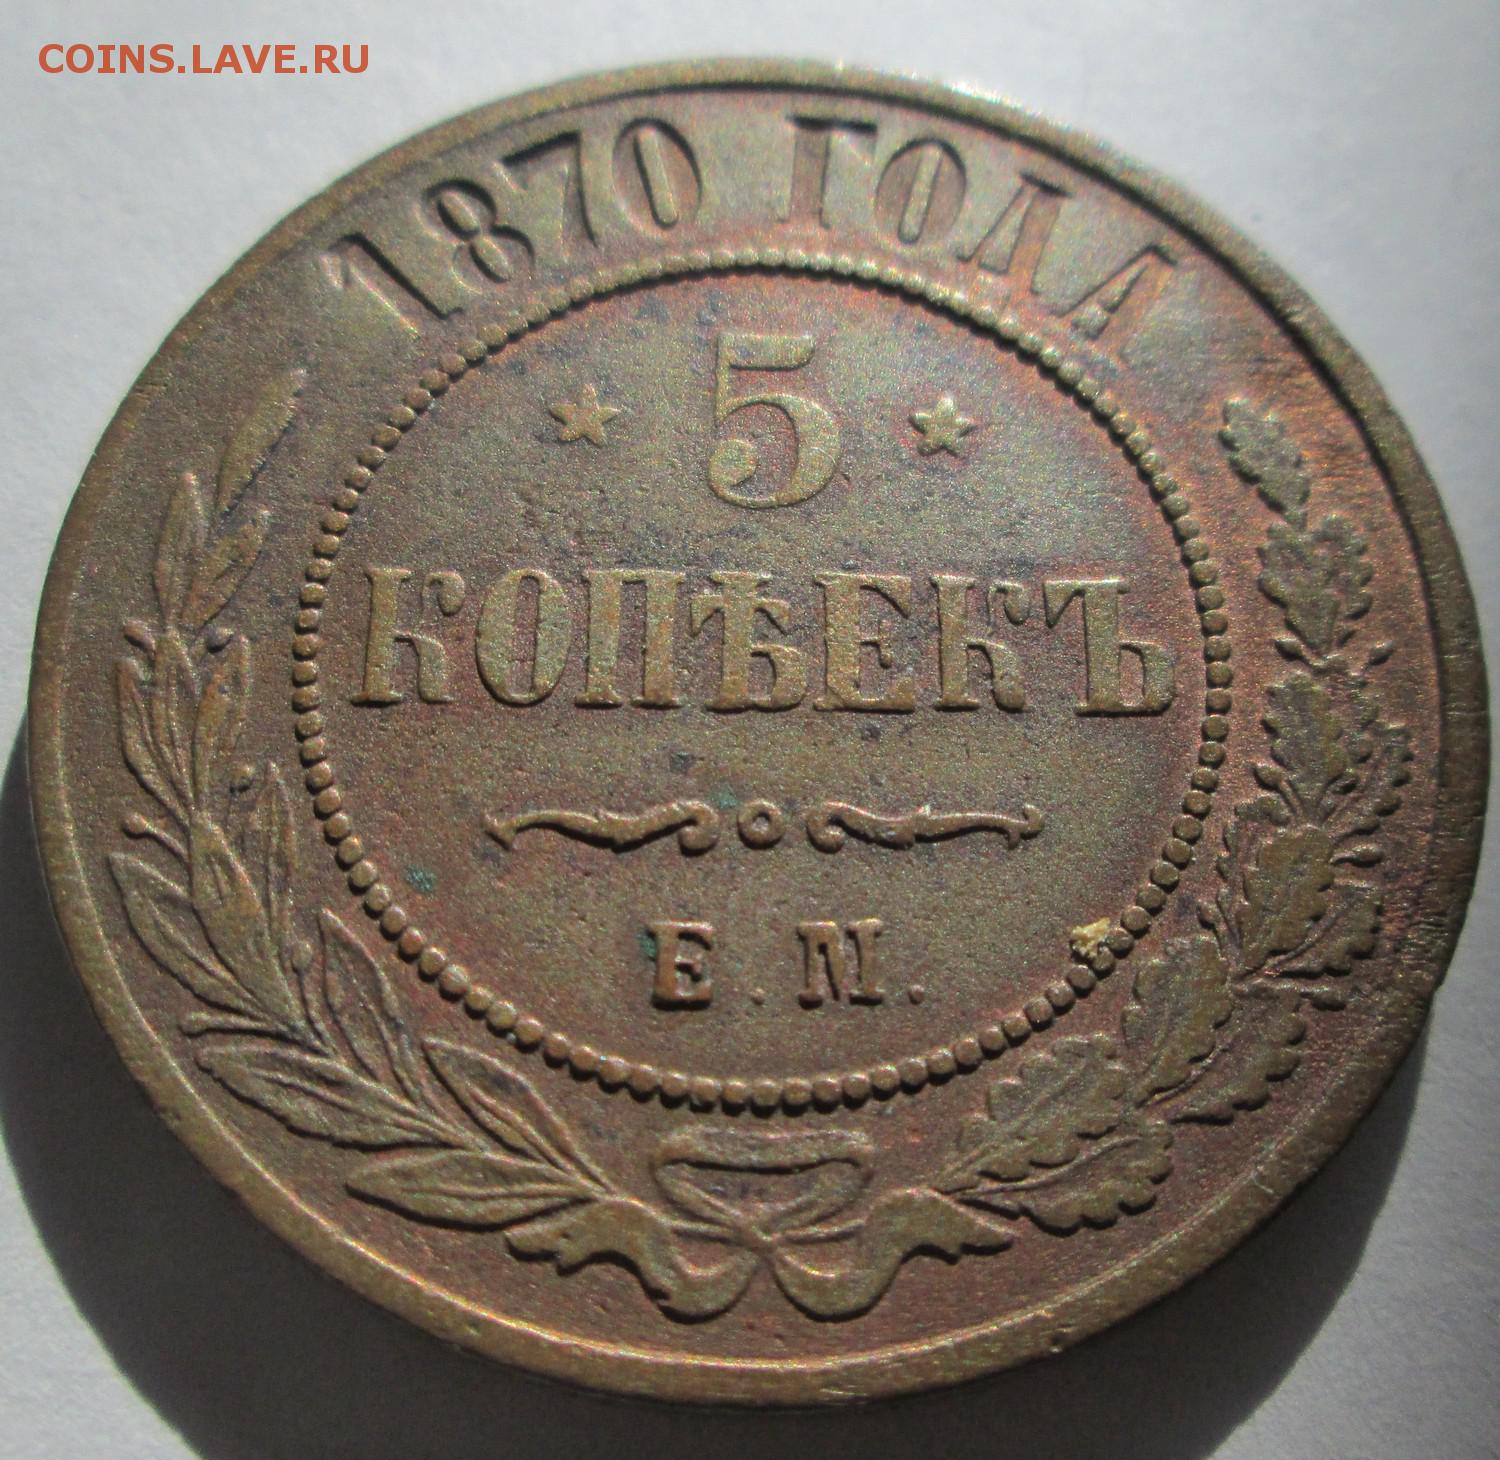 COINS.LAVE.RU
1870 ГОДА
5
КОПѢЕКЪ
Е.М.